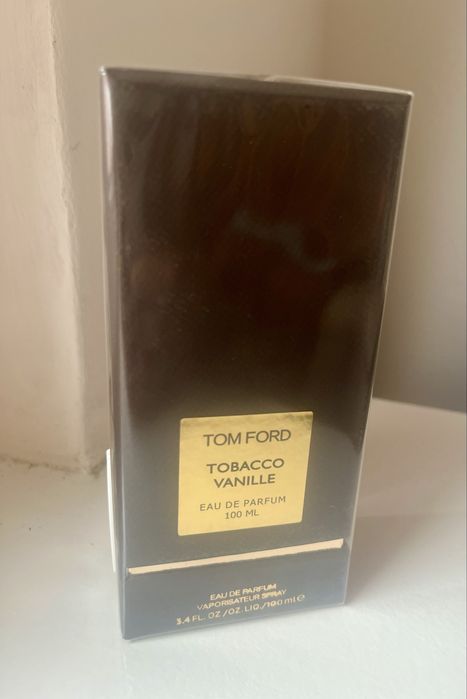 TOM FORD
TOBACCO
VANILLE
EAU DE PARFUM
100 ML
EAU DE PARFUM
VAPORISATEUR SPRAY
3.4 FL. OZ/OZ. LIQ./100 ml ℮